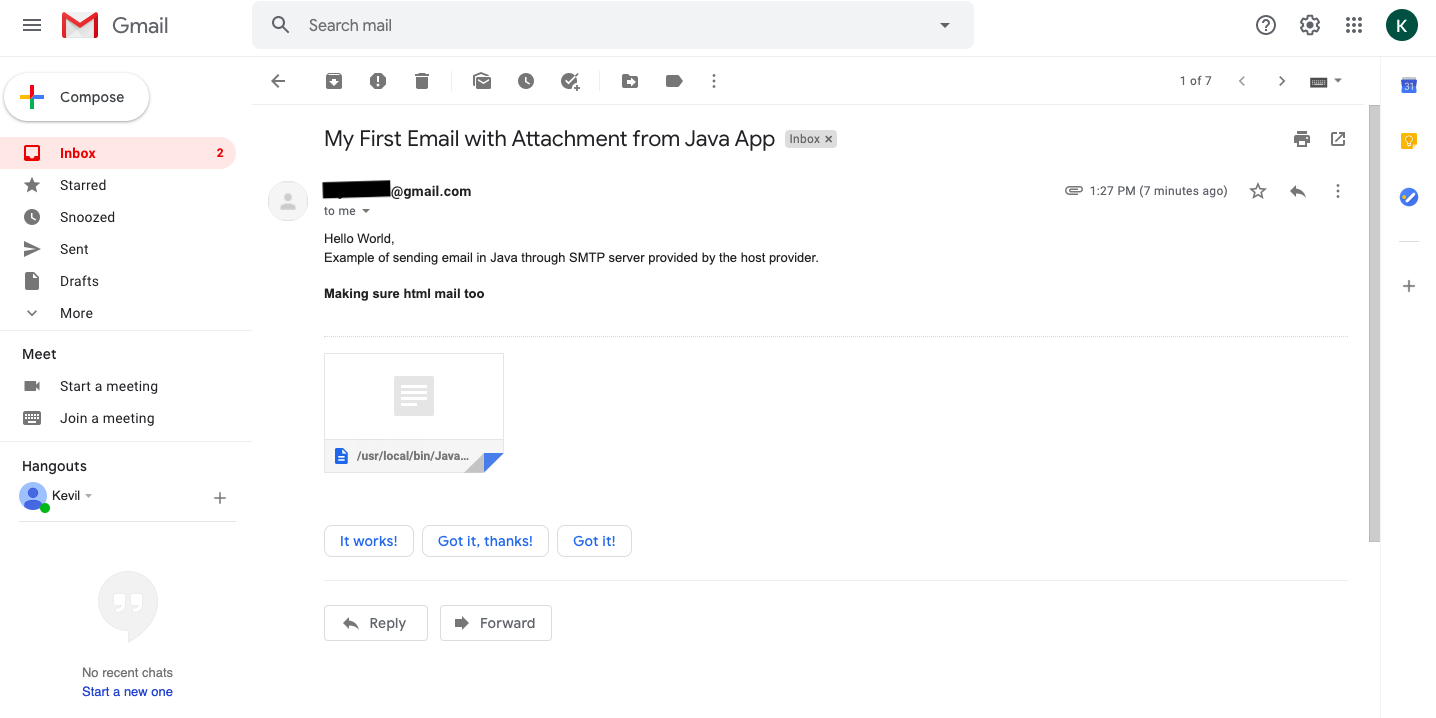 Gmail
Search mail
K
Compose
1 of 7
31
Inbox 2
Starred
Snoozed
Sent
Drafts
More
Meet
Start a meeting
Join a meeting
Hangouts
Kevil
No recent chats
Start a new one
My First Email with Attachment from Java App Inbox ×
@gmail.com
1:27 PM (7 minutes ago)
to me
Hello World,
Example of sending email in Java through SMTP server provided by the host provider.
Making sure html mail too
/usr/local/bin/Java...
It works! Got it, thanks! Got it!
Reply Forward